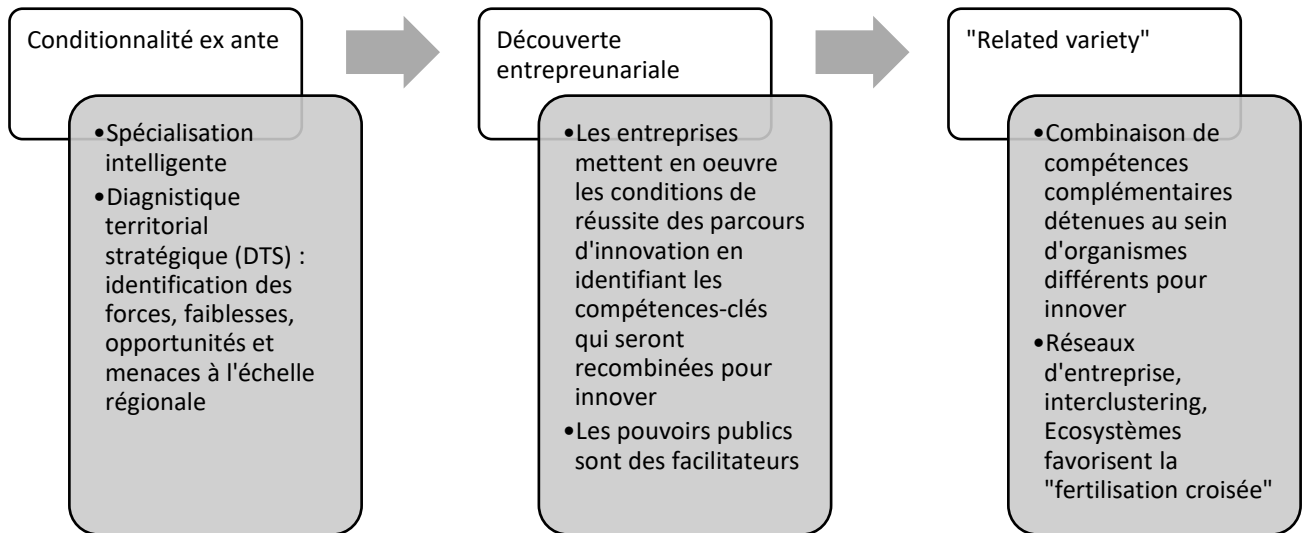 Conditionnalité ex ante
•Spécialisation
intelligente
•Diagnistique
territorial
stratégique (DTS) :
identification des
forces, faiblesses,
opportunités et
menaces à l'échelle
régionale
Découverte
entrepreunariale
•Les entreprises
mettent en oeuvre
les conditions de
réussite des parcours
d'innovation en
identifiant les
compétences-clés
qui seront
recombinées pour
innover
•Les pouvoirs publics
sont des facilitateurs
"Related variety"
•Combinaison de
compétences
complémentaires
détenues au sein
d'organismes
différents pour
innover
•Réseaux
d'entreprise,
interclustering,
Ecosystèmes
favorisent la
"fertilisation croisée"